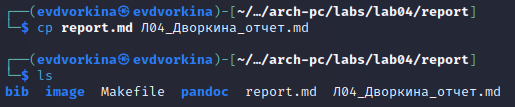 ┌──(evdvorkina㉿evdvorkina)-[~/…/arch-pc/labs/lab04/report]
└─$ cp report.md Л04_Дворкина_отчет.md
┌──(evdvorkina㉿evdvorkina)-[~/…/arch-pc/labs/lab04/report]
└─$ ls
bib image Makefile pandoc report.md Л04_Дворкина_отчет.md